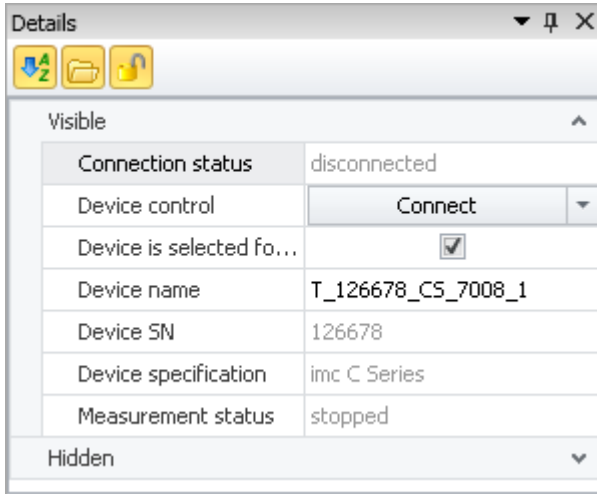 Details
Visible
Connection status disconnected
Device control Connect
Device is selected fo...
Device name T_126678_CS_7008_1
Device SN 126678
Device specification imc C Series
Measurement status stopped
Hidden